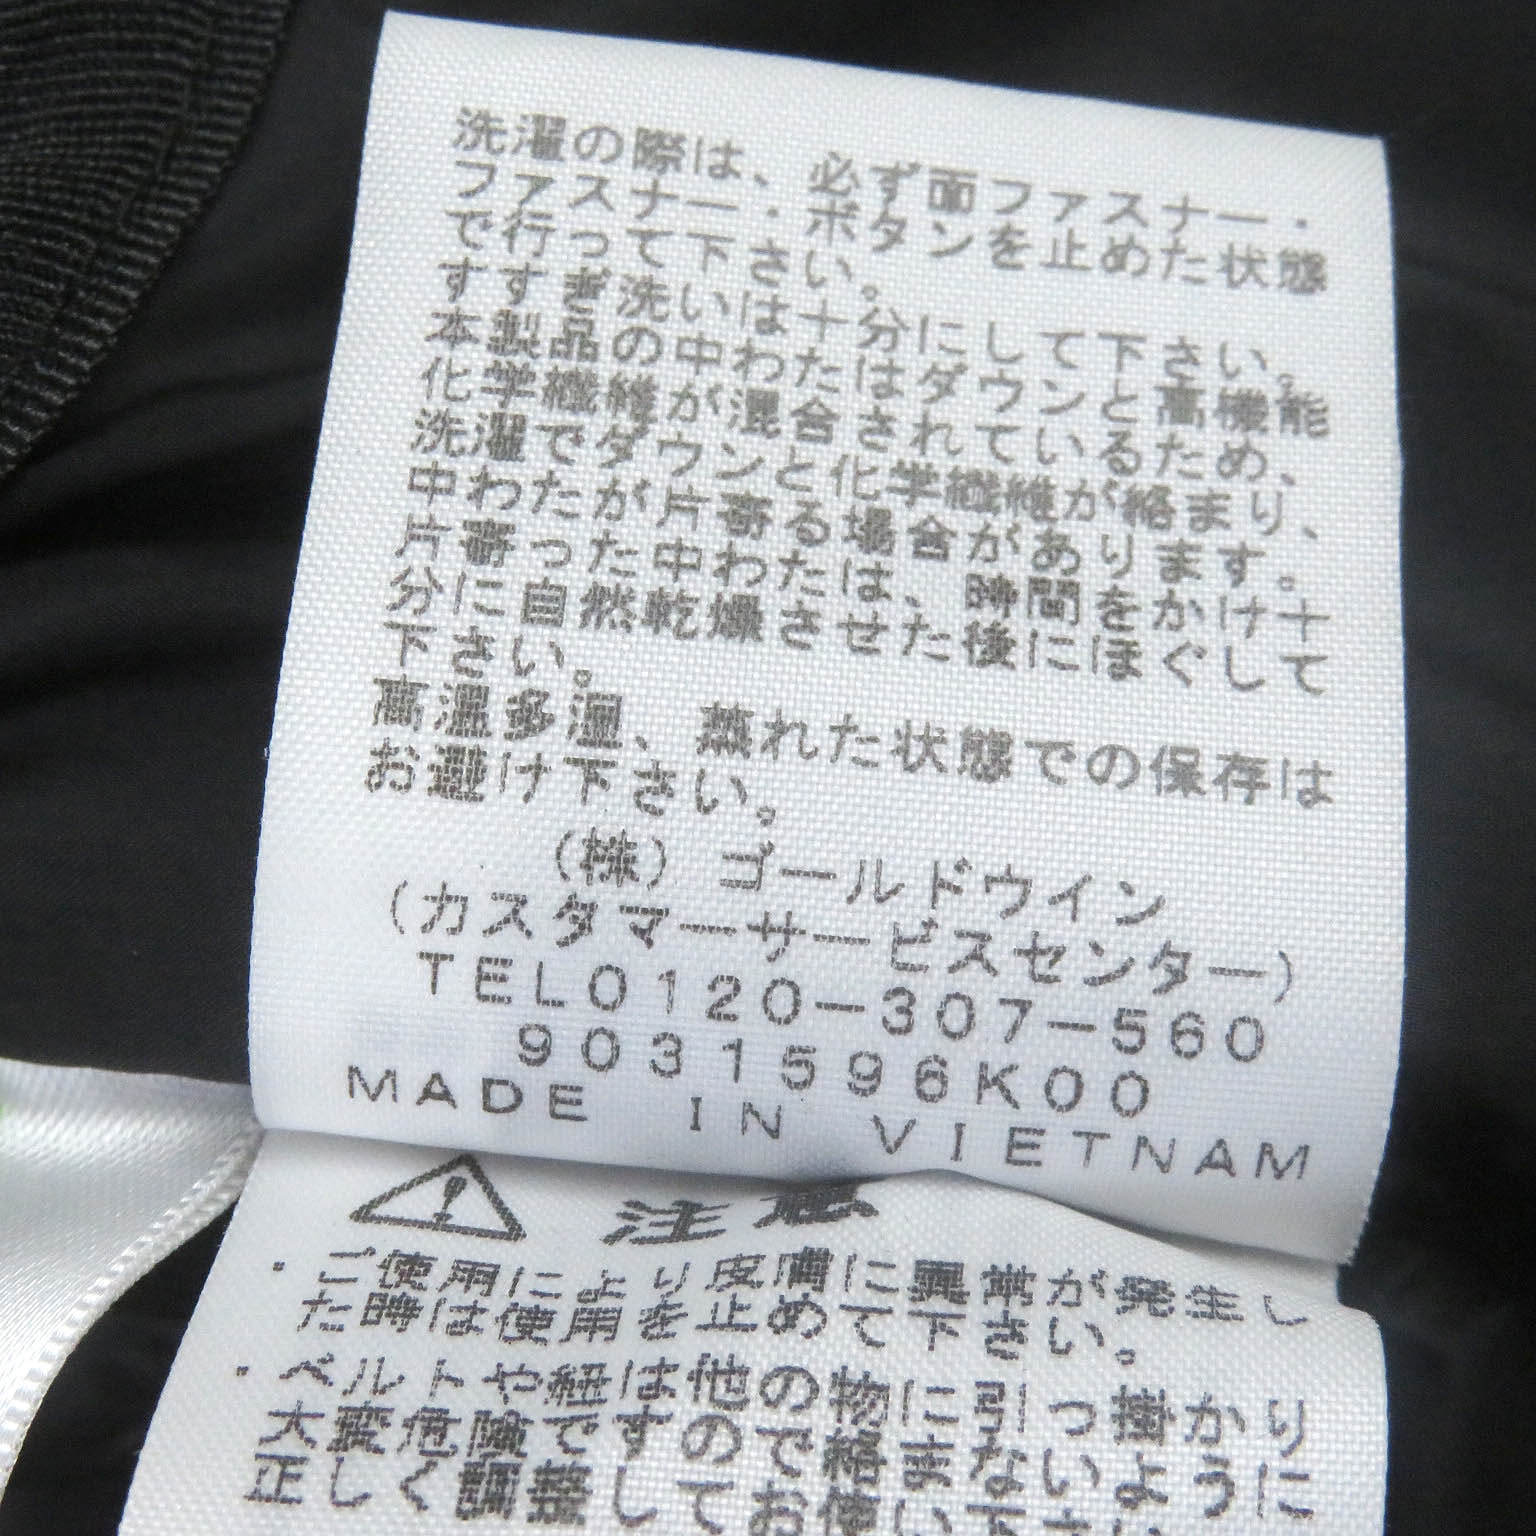 洗濯の際は、必ず面ファスナー・
ファスナー・ボタンを止めた状態
で行って下さい。
すすぎ洗いは十分にして下さい。
本製品の中わたはダウンと高機能
化学繊維が混合されているため、
洗濯でダウンと化学繊維が絡まり、
中わたが片寄る場合があります。
片寄った中わたは、時間をかけ十
分に自然乾燥させた後にほぐして
下さい。
高温多湿、蒸れた状態での保存は
お避け下さい。
(株)ゴールドウイン
(カスタマーサービスセンター)
TEL0120-307-560
9031596K00
MADE IN VIETNAM
注意
・ご使用により皮膚に異常が発生し
た時は使用を止めて下さい。
・ベルトや紐は他の物に引っ掛かり
大変危険ですので絡まないように
正しく調整してお使い下さい